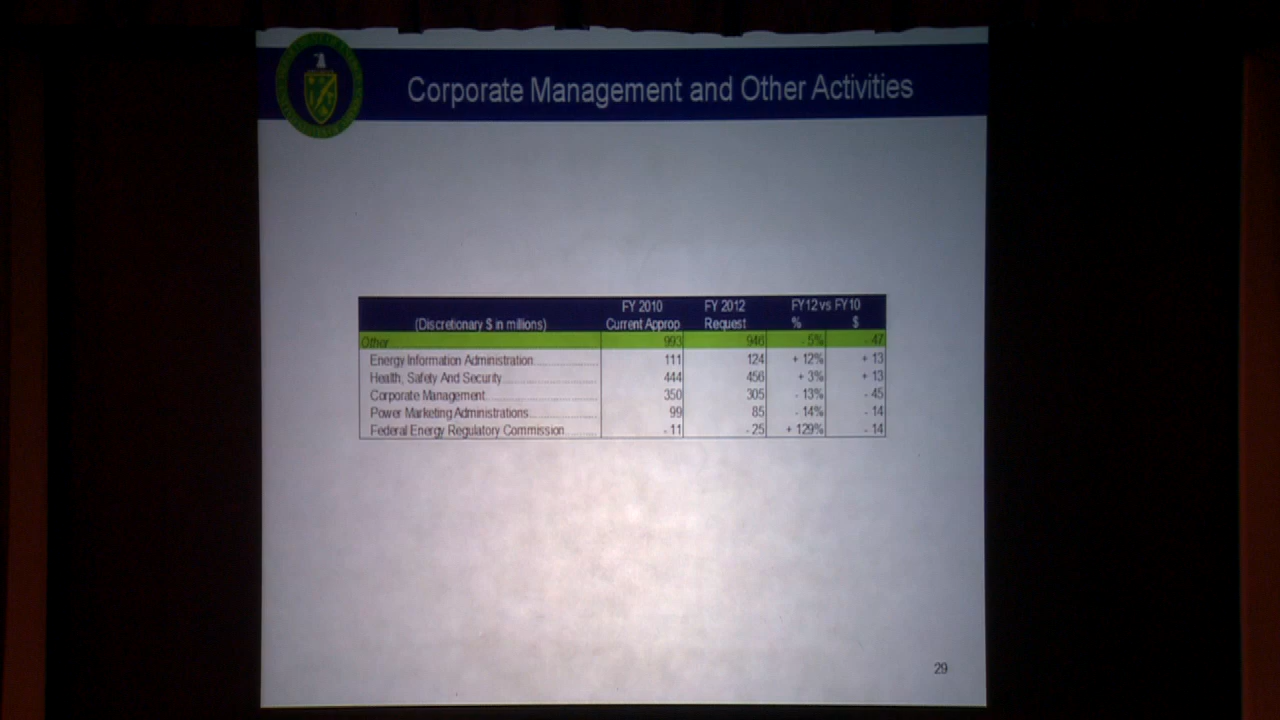 Corporate Management and Other Activities
FY 2010 FY 2012 FY12 vs FY10
(Discretionary $ in millions) Current Approp Request % $
Other 993 946 - 5% - 47
Energy Information Administration 111 124 + 12% + 13
Health, Safety And Security 444 456 + 3% + 13
Corporate Management 350 305 - 13% - 45
Power Marketing Administrations 99 85 - 14% - 14
Federal Energy Regulatory Commission - 11 - 25 + 129% - 14
29